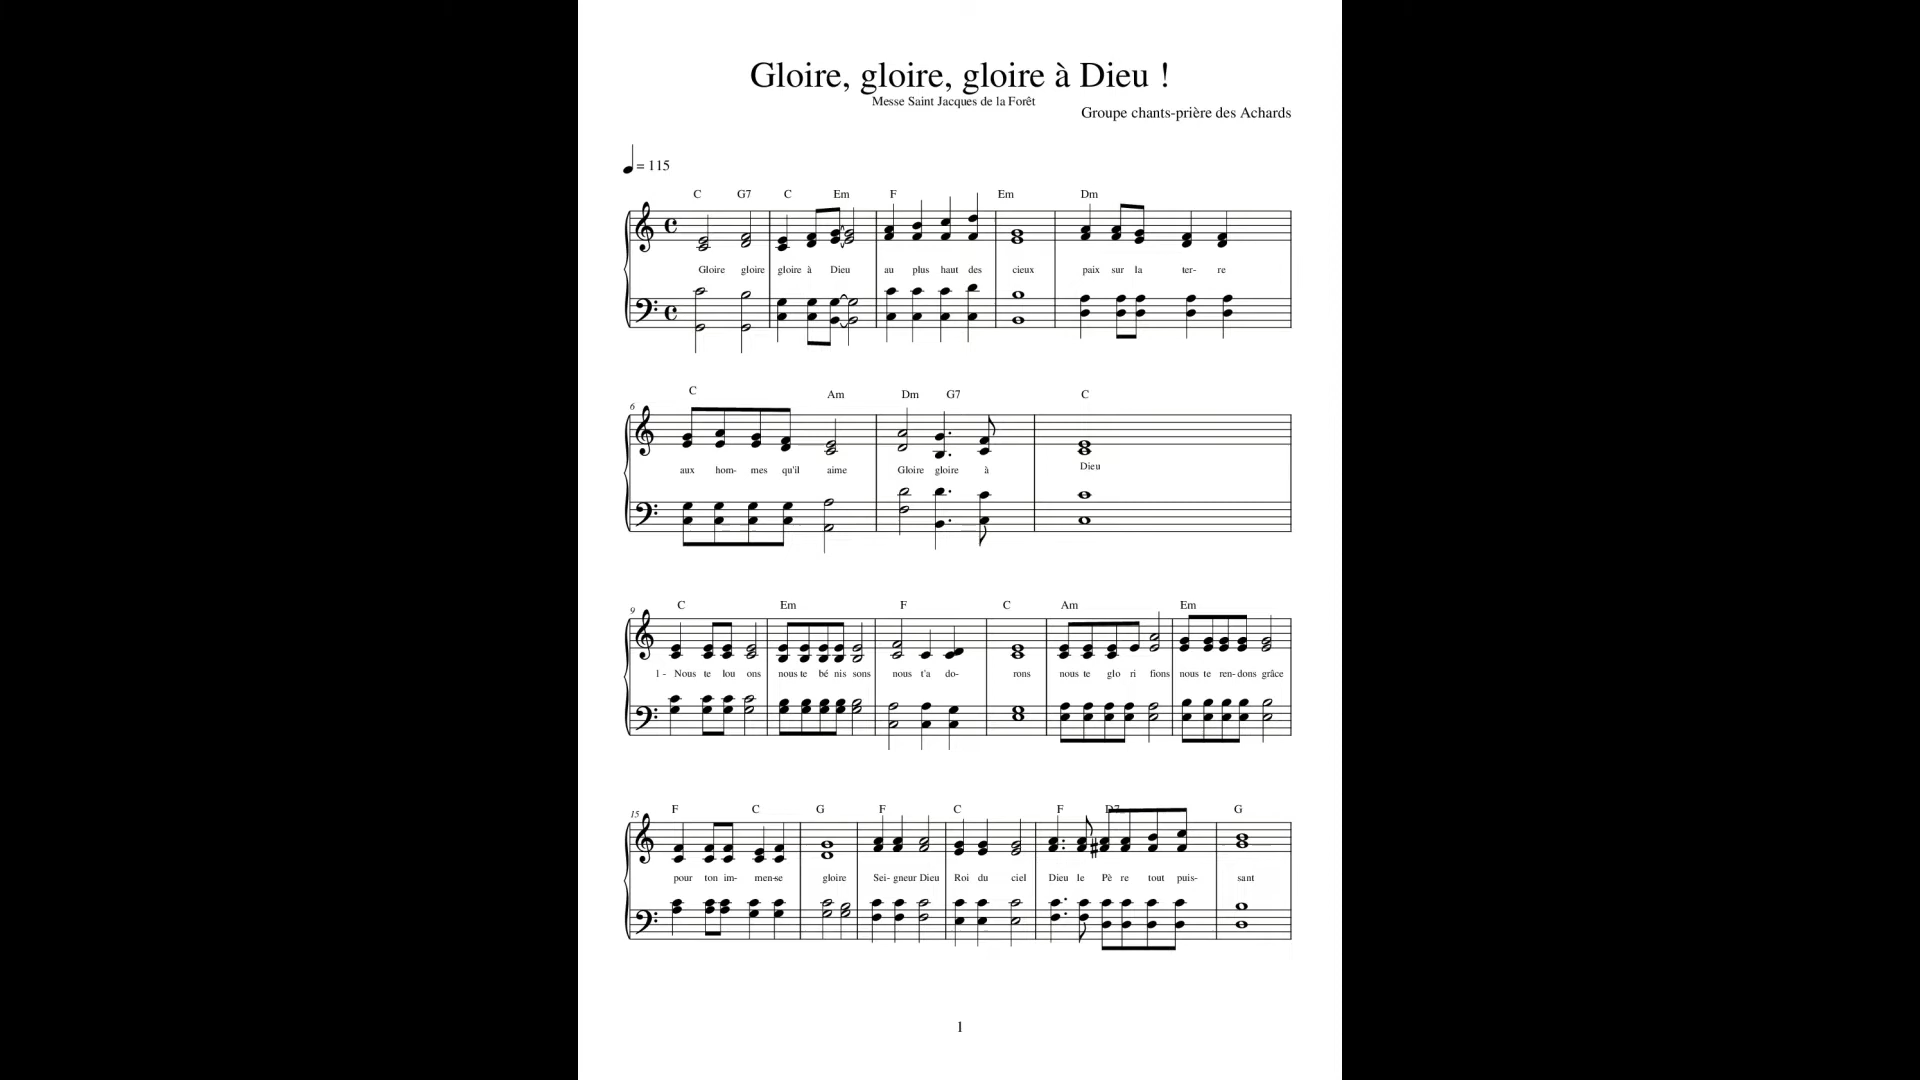 Gloire, gloire, gloire à Dieu !
Messe Saint Jacques de la Forêt
Groupe chants-prière des Achards
= 115
C G7 C Em F Em Dm
Gloire gloire gloire à Dieu au plus haut des cieux paix sur la ter- re
6
C Am Dm G7 C
aux hom- mes qu'il aime Gloire gloire à Dieu
9
C Em F C Am Em
1 - Nous te lou ons nous te bé nis sons nous t'a do- rons nous te glo ri fions nous te ren- dons grâce
15
F C G F C F D7 G
pour ton im- men-se gloire Sei- gneur Dieu Roi du ciel Dieu le Pè re tout puis- sant
1